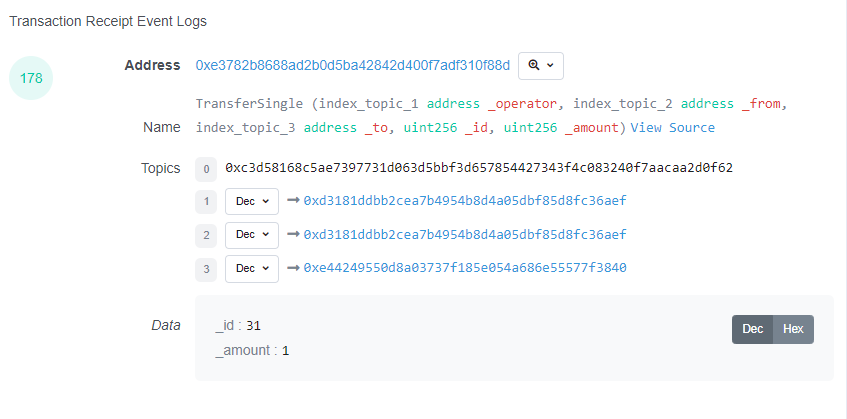 Transaction Receipt Event Logs
178
Address 0xe3782b8688ad2b0d5ba42842d400f7adf310f88d
Name TransferSingle (index_topic_1 address _operator, index_topic_2 address _from,
index_topic_3 address _to, uint256 _id, uint256 _amount) View Source
Topics 0 0xc3d58168c5ae7397731d063d5bbf3d657854427343f4c083240f7aacaa2d0f62
1 Dec → 0xd3181ddbb2cea7b4954b8d4a05dbf85d8fc36aef
2 Dec → 0xd3181ddbb2cea7b4954b8d4a05dbf85d8fc36aef
3 Dec → 0xe44249550d8a03737f185e054a686e55577f3840
Data _id : 31 Dec Hex
_amount : 1